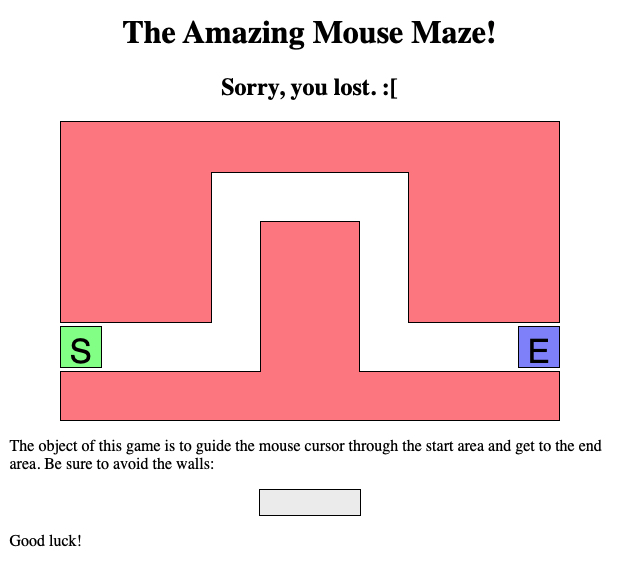 The Amazing Mouse Maze!
Sorry, you lost. :[
S
E
The object of this game is to guide the mouse cursor through the start area and get to the end
area. Be sure to avoid the walls:
Good luck!